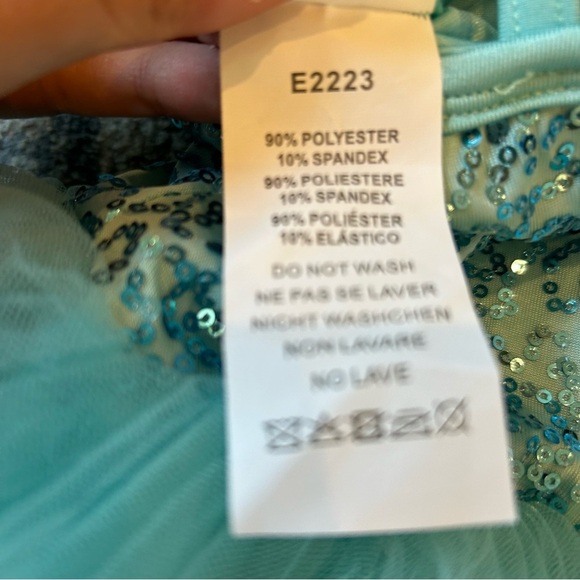 E2223
90% POLYESTER
10% SPANDEX
90% POLIESTERE
10% SPANDEX
90% POLIÉSTER
10% ELÁSTICO
DO NOT WASH
NE PAS SE LAVER
NICHT WASHCHEN
NON LAVARE
NO LAVE